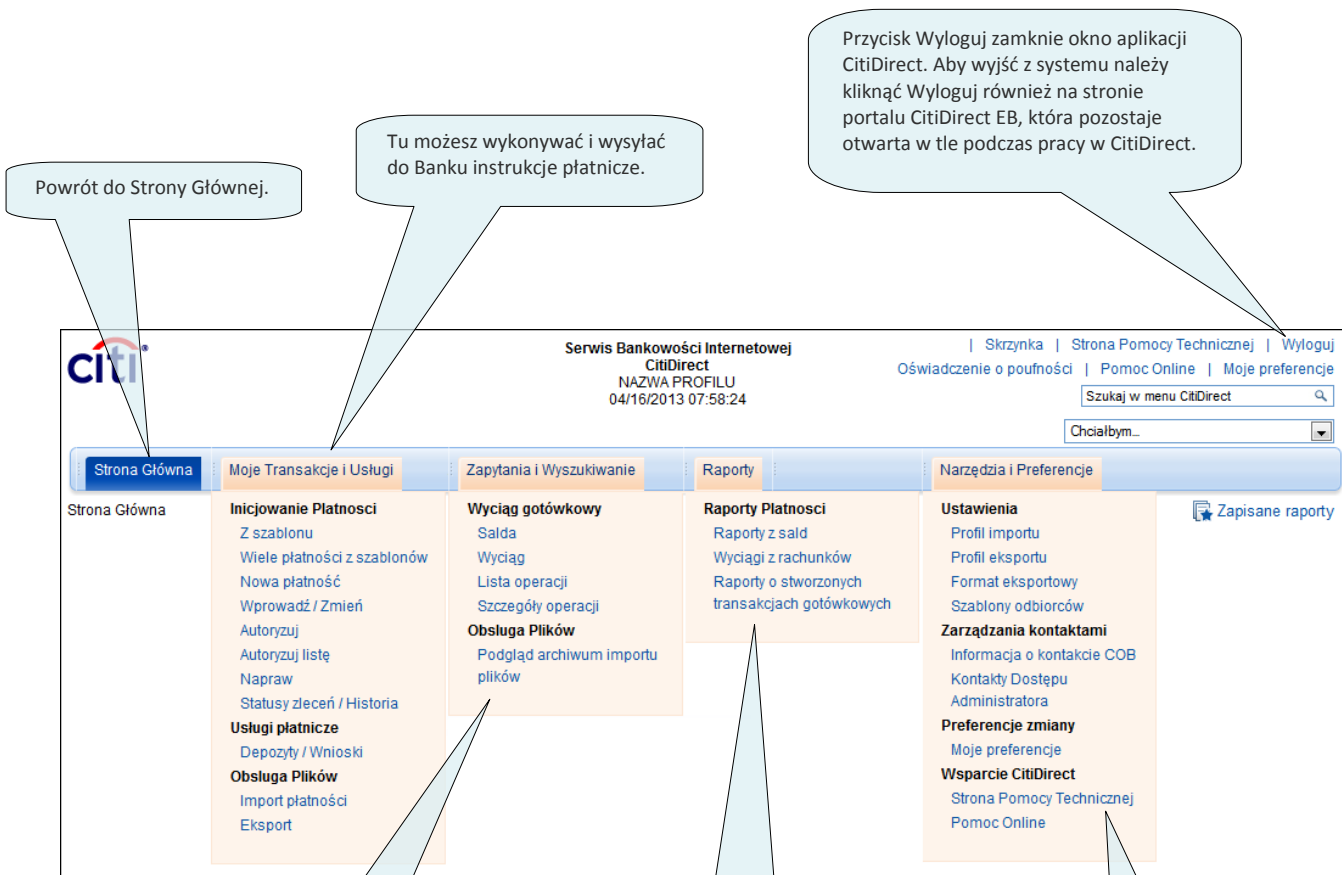 Przycisk Wyloguj zamknie okno aplikacji
CitiDirect. Aby wyjść z systemu należy
kliknąć Wyloguj również na stronie
portalu CitiDirect EB, która pozostaje
otwarta w tle podczas pracy w CitiDirect.
Tu możesz wykonywać i wysyłać
do Banku instrukcje płatnicze.
Powrót do Strony Głównej.
citi®
Serwis Bankowości Internetowej
CitiDirect
NAZWA PROFILU
04/16/2013 07:58:24
| Skrzynka | Strona Pomocy Technicznej | Wyloguj
Oświadczenie o poufności | Pomoc Online | Moje preferencje
Szukaj w menu CitiDirect
Chciałbym...
Strona Główna
Moje Transakcje i Usługi
Zapytania i Wyszukiwanie
Raporty
Narzędzia i Preferencje
Strona Główna
Zapisane raporty
Inicjowanie Platnosci
Z szablonu
Wiele płatności z szablonów
Nowa płatność
Wprowadź / Zmień
Autoryzuj
Autoryzuj listę
Napraw
Statusy zleceń / Historia
Usługi płatnicze
Depozyty / Wnioski
Obsluga Plików
Import płatności
Eksport
Wyciąg gotówkowy
Salda
Wyciąg
Lista operacji
Szczegóły operacji
Obsluga Plików
Podgląd archiwum importu
plików
Raporty Platnosci
Raporty z sald
Wyciągi z rachunków
Raporty o stworzonych
transakcjach gotówkowych
Ustawienia
Profil importu
Profil eksportu
Format eksportowy
Szablony odbiorców
Zarządzania kontaktami
Informacja o kontakcie COB
Kontakty Dostępu
Administratora
Preferencje zmiany
Moje preferencje
Wsparcie CitiDirect
Strona Pomocy Technicznej
Pomoc Online